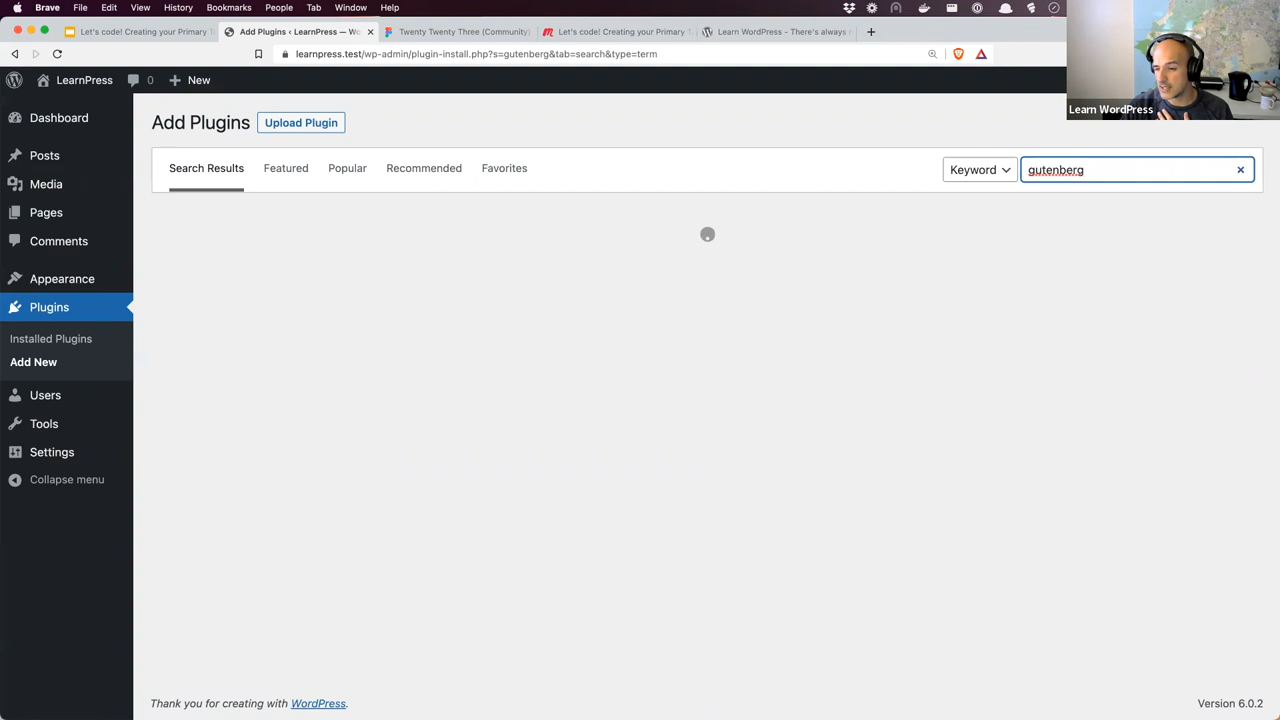 Brave File Edit View History Bookmarks People Tab Window Help
Let's code! Creating your Primary T
Add Plugins ‹ LearnPress — Wo
Twenty Twenty Three (Community)
Let's code! Creating your Primary T
Learn WordPress - There's always
learnpress.test/wp-admin/plugin-install.php?s=gutenberg&tab=search&type=term
LearnPress 0 New
Learn WordPress
Dashboard
Posts
Media
Pages
Comments
Appearance
Plugins
Installed Plugins
Add New
Users
Tools
Settings
Collapse menu
Add Plugins Upload Plugin
Search Results Featured Popular Recommended Favorites Keyword gutenberg
Thank you for creating with WordPress. Version 6.0.2